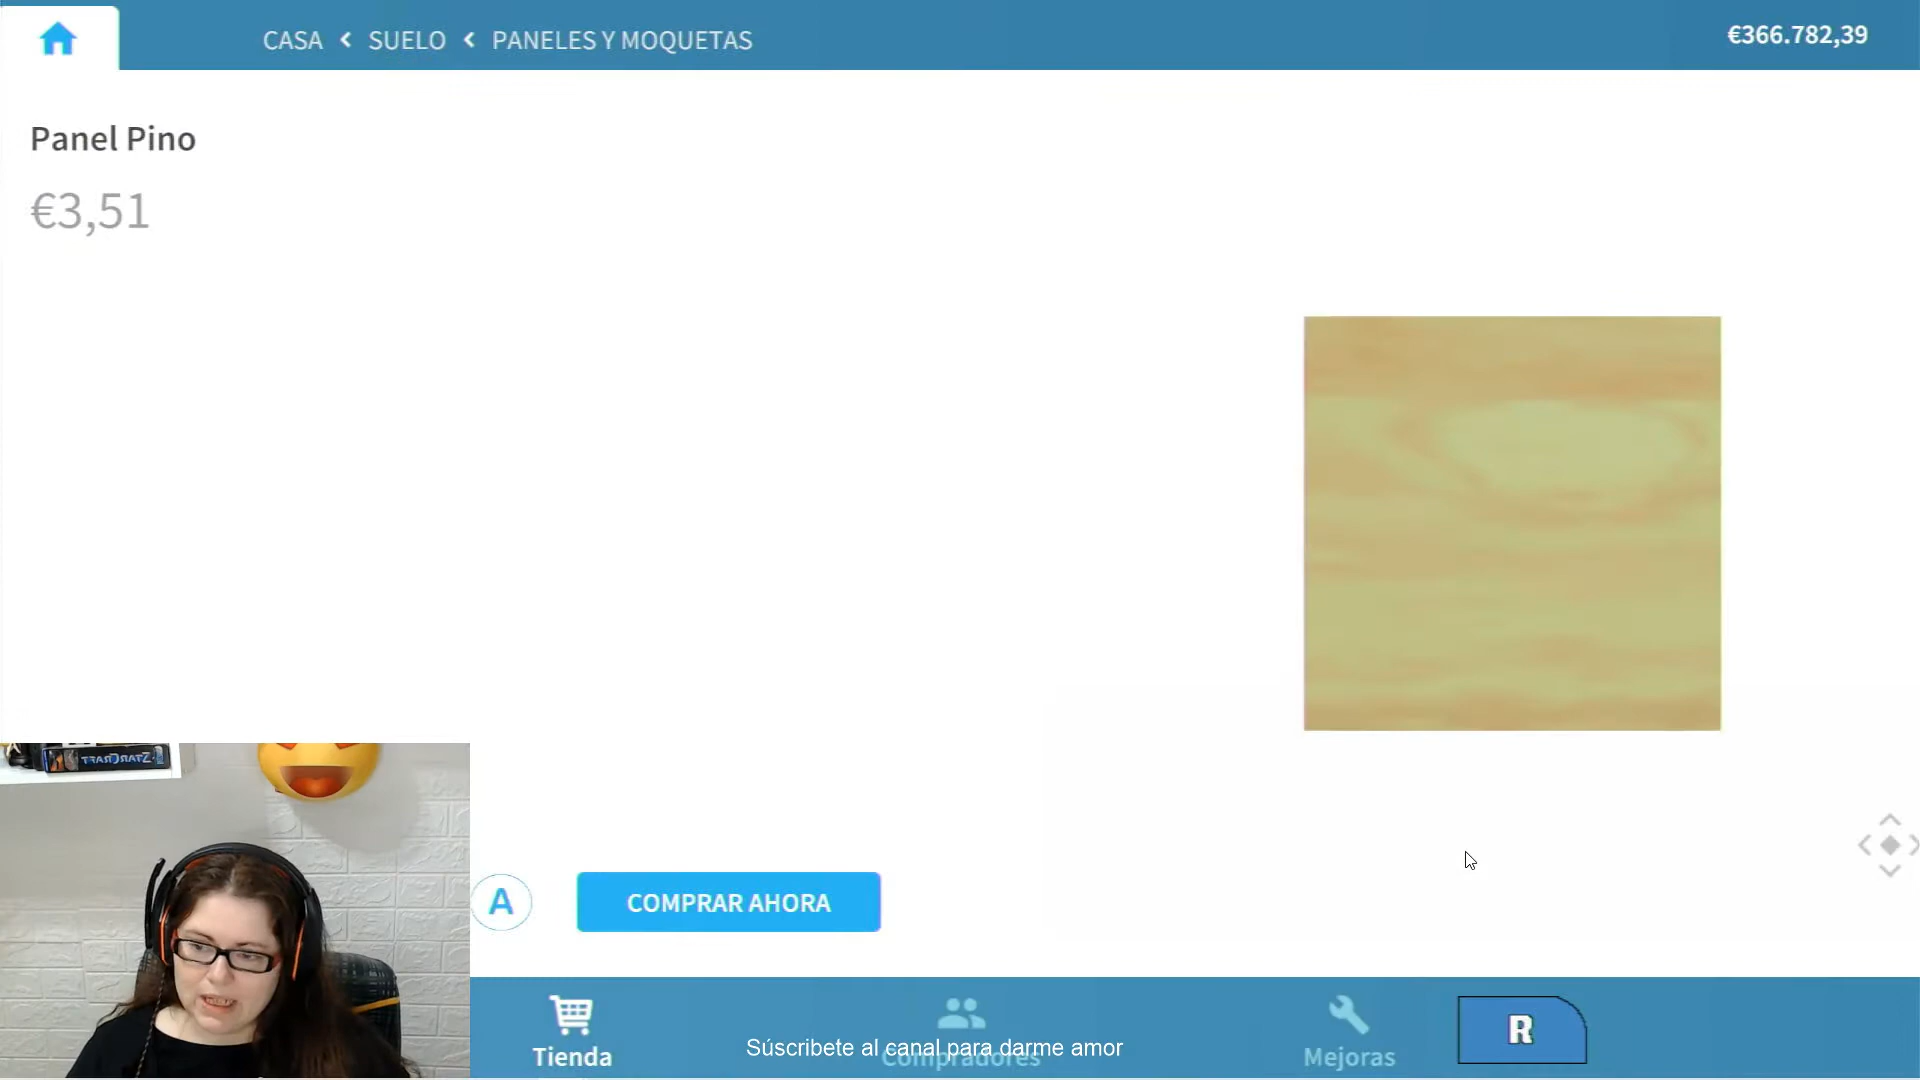 CASA < SUELO < PANELES Y MOQUETAS
€366.782,39
Panel Pino
€3,51
STARCRAFT
A
COMPRAR AHORA
Tienda
Compradores
Mejoras
R
Súscribete al canal para darme amor